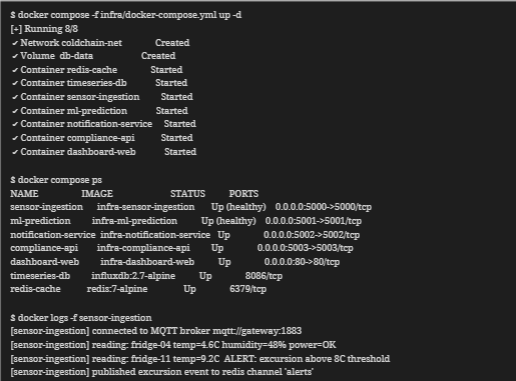 $ docker compose -f infra/docker-compose.yml up -d
[+] Running 8/8
✓ Network coldchain-net Created
✓ Volume db-data Created
✓ Container redis-cache Started
✓ Container timeseries-db Started
✓ Container sensor-ingestion Started
✓ Container ml-prediction Started
✓ Container notification-service Started
✓ Container compliance-api Started
✓ Container dashboard-web Started
$ docker compose ps
NAME IMAGE STATUS PORTS
sensor-ingestion infra-sensor-ingestion Up (healthy) 0.0.0.0:5000->5000/tcp
ml-prediction infra-ml-prediction Up (healthy) 0.0.0.0:5001->5001/tcp
notification-service infra-notification-service Up 0.0.0.0:5002->5002/tcp
compliance-api infra-compliance-api Up 0.0.0.0:5003->5003/tcp
dashboard-web infra-dashboard-web Up 0.0.0.0:80->80/tcp
timeseries-db influxdb:2.7-alpine Up 8086/tcp
redis-cache redis:7-alpine Up 6379/tcp
$ docker logs -f sensor-ingestion
[sensor-ingestion] connected to MQTT broker mqtt://gateway:1883
[sensor-ingestion] reading: fridge-04 temp=4.6C humidity=48% power=OK
[sensor-ingestion] reading: fridge-11 temp=9.2C ALERT: excursion above 8C threshold
[sensor-ingestion] published excursion event to redis channel 'alerts'